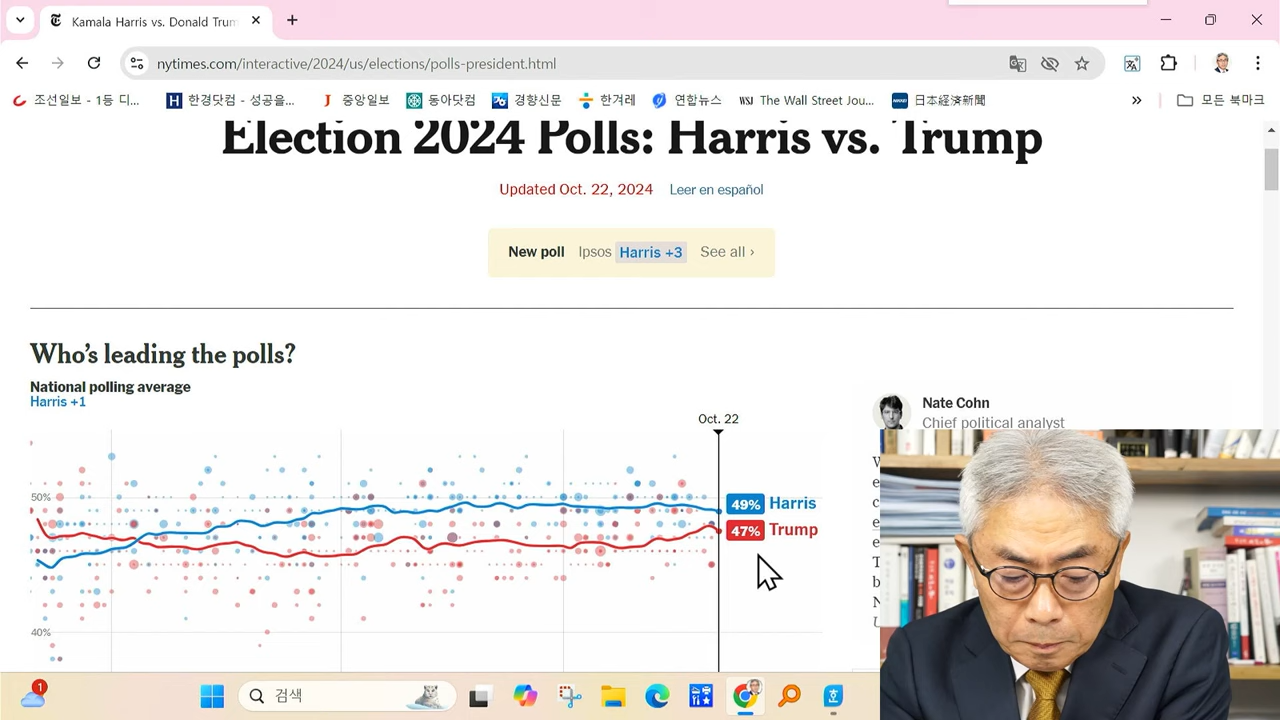 Kamala Harris vs. Donald Trum
nytimes.com/interactive/2024/us/elections/polls-president.html
조선일보 - 1등 디... 한경닷컴 - 성공을... 중앙일보 동아닷컴 경향신문 한겨레 연합뉴스 WSJ The Wall Street Jou... 日本経済新聞 » 모든 북마크
Election 2024 Polls: Harris vs. Trump
Updated Oct. 22, 2024 Leer en español
New poll Ipsos Harris +3 See all ›
Who's leading the polls?
National polling average
Harris +1
Oct. 22
50%
49% Harris
47% Trump
40%
Nate Cohn
Chief political analyst
1
검색